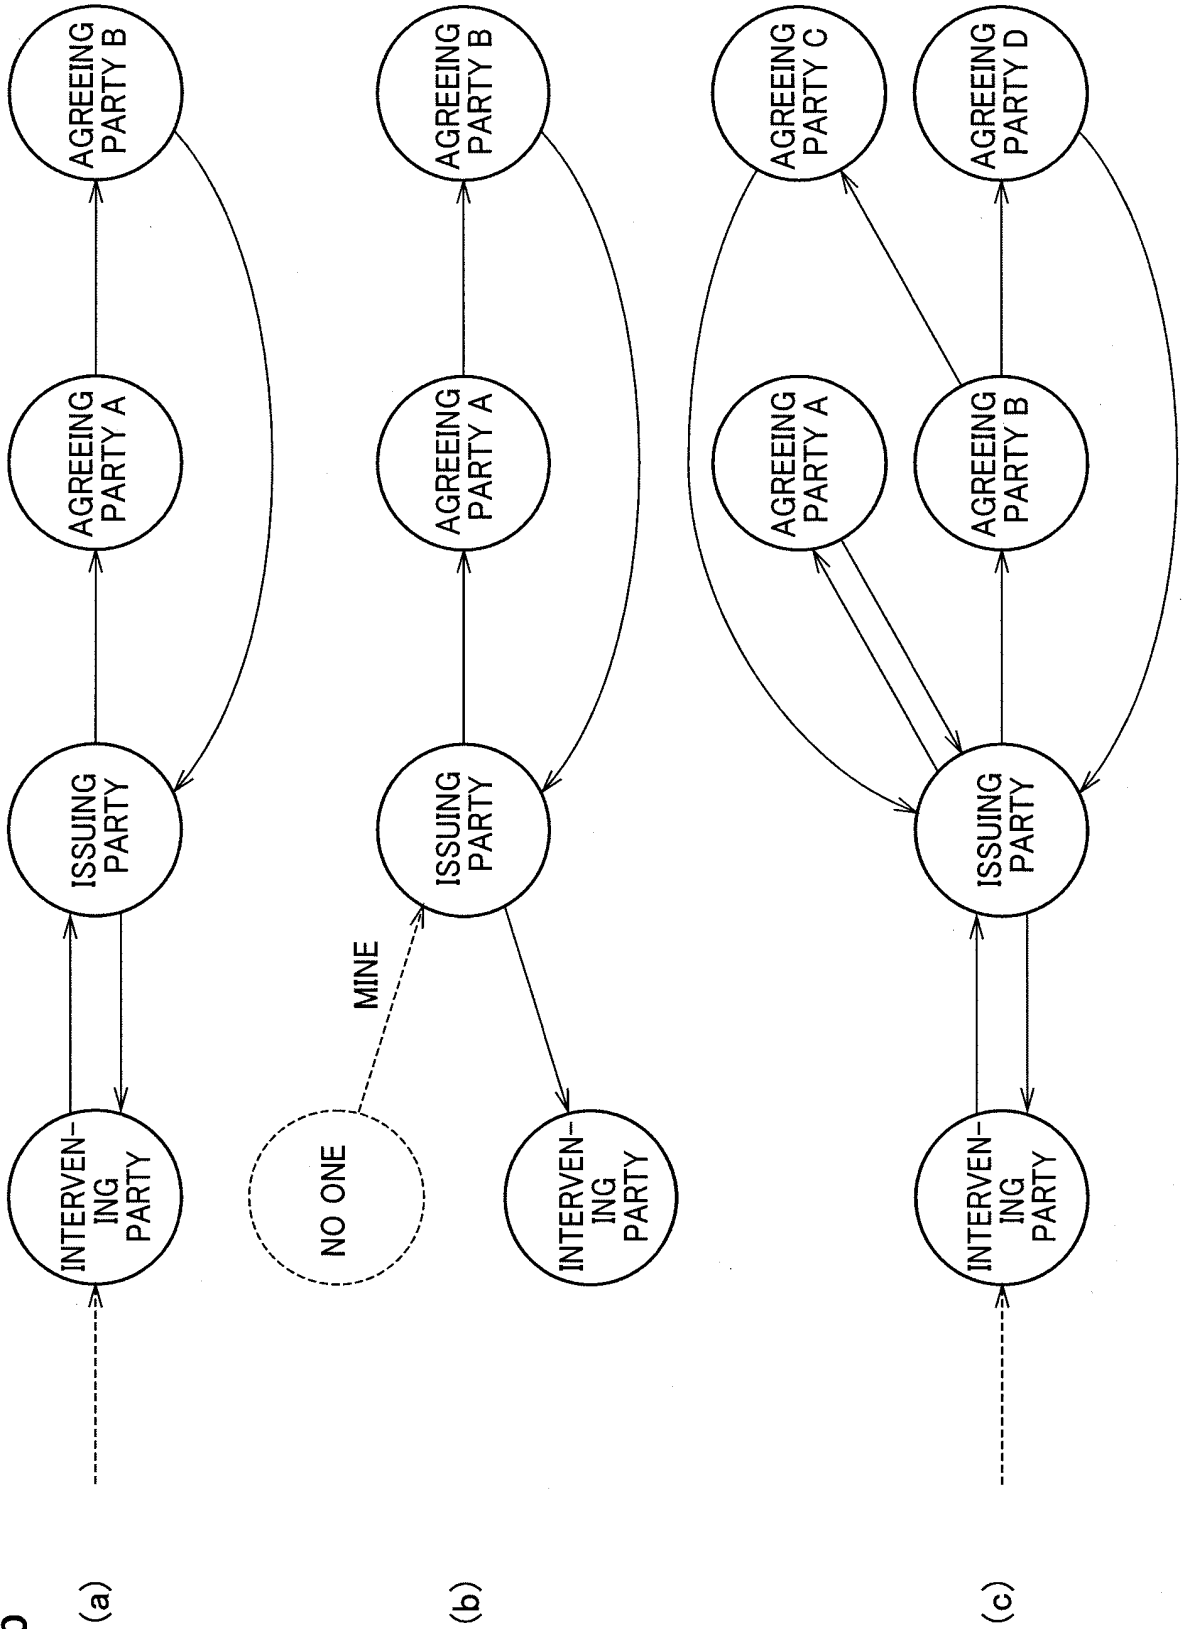 (a)
INTERVEN-
ING
PARTY
ISSUING
PARTY
AGREEING
PARTY A
AGREEING
PARTY B
(b)
NO ONE
MINE
INTERVEN-
ING
PARTY
ISSUING
PARTY
AGREEING
PARTY A
AGREEING
PARTY B
(c)
INTERVEN-
ING
PARTY
ISSUING
PARTY
AGREEING
PARTY A
AGREEING
PARTY B
AGREEING
PARTY C
AGREEING
PARTY D